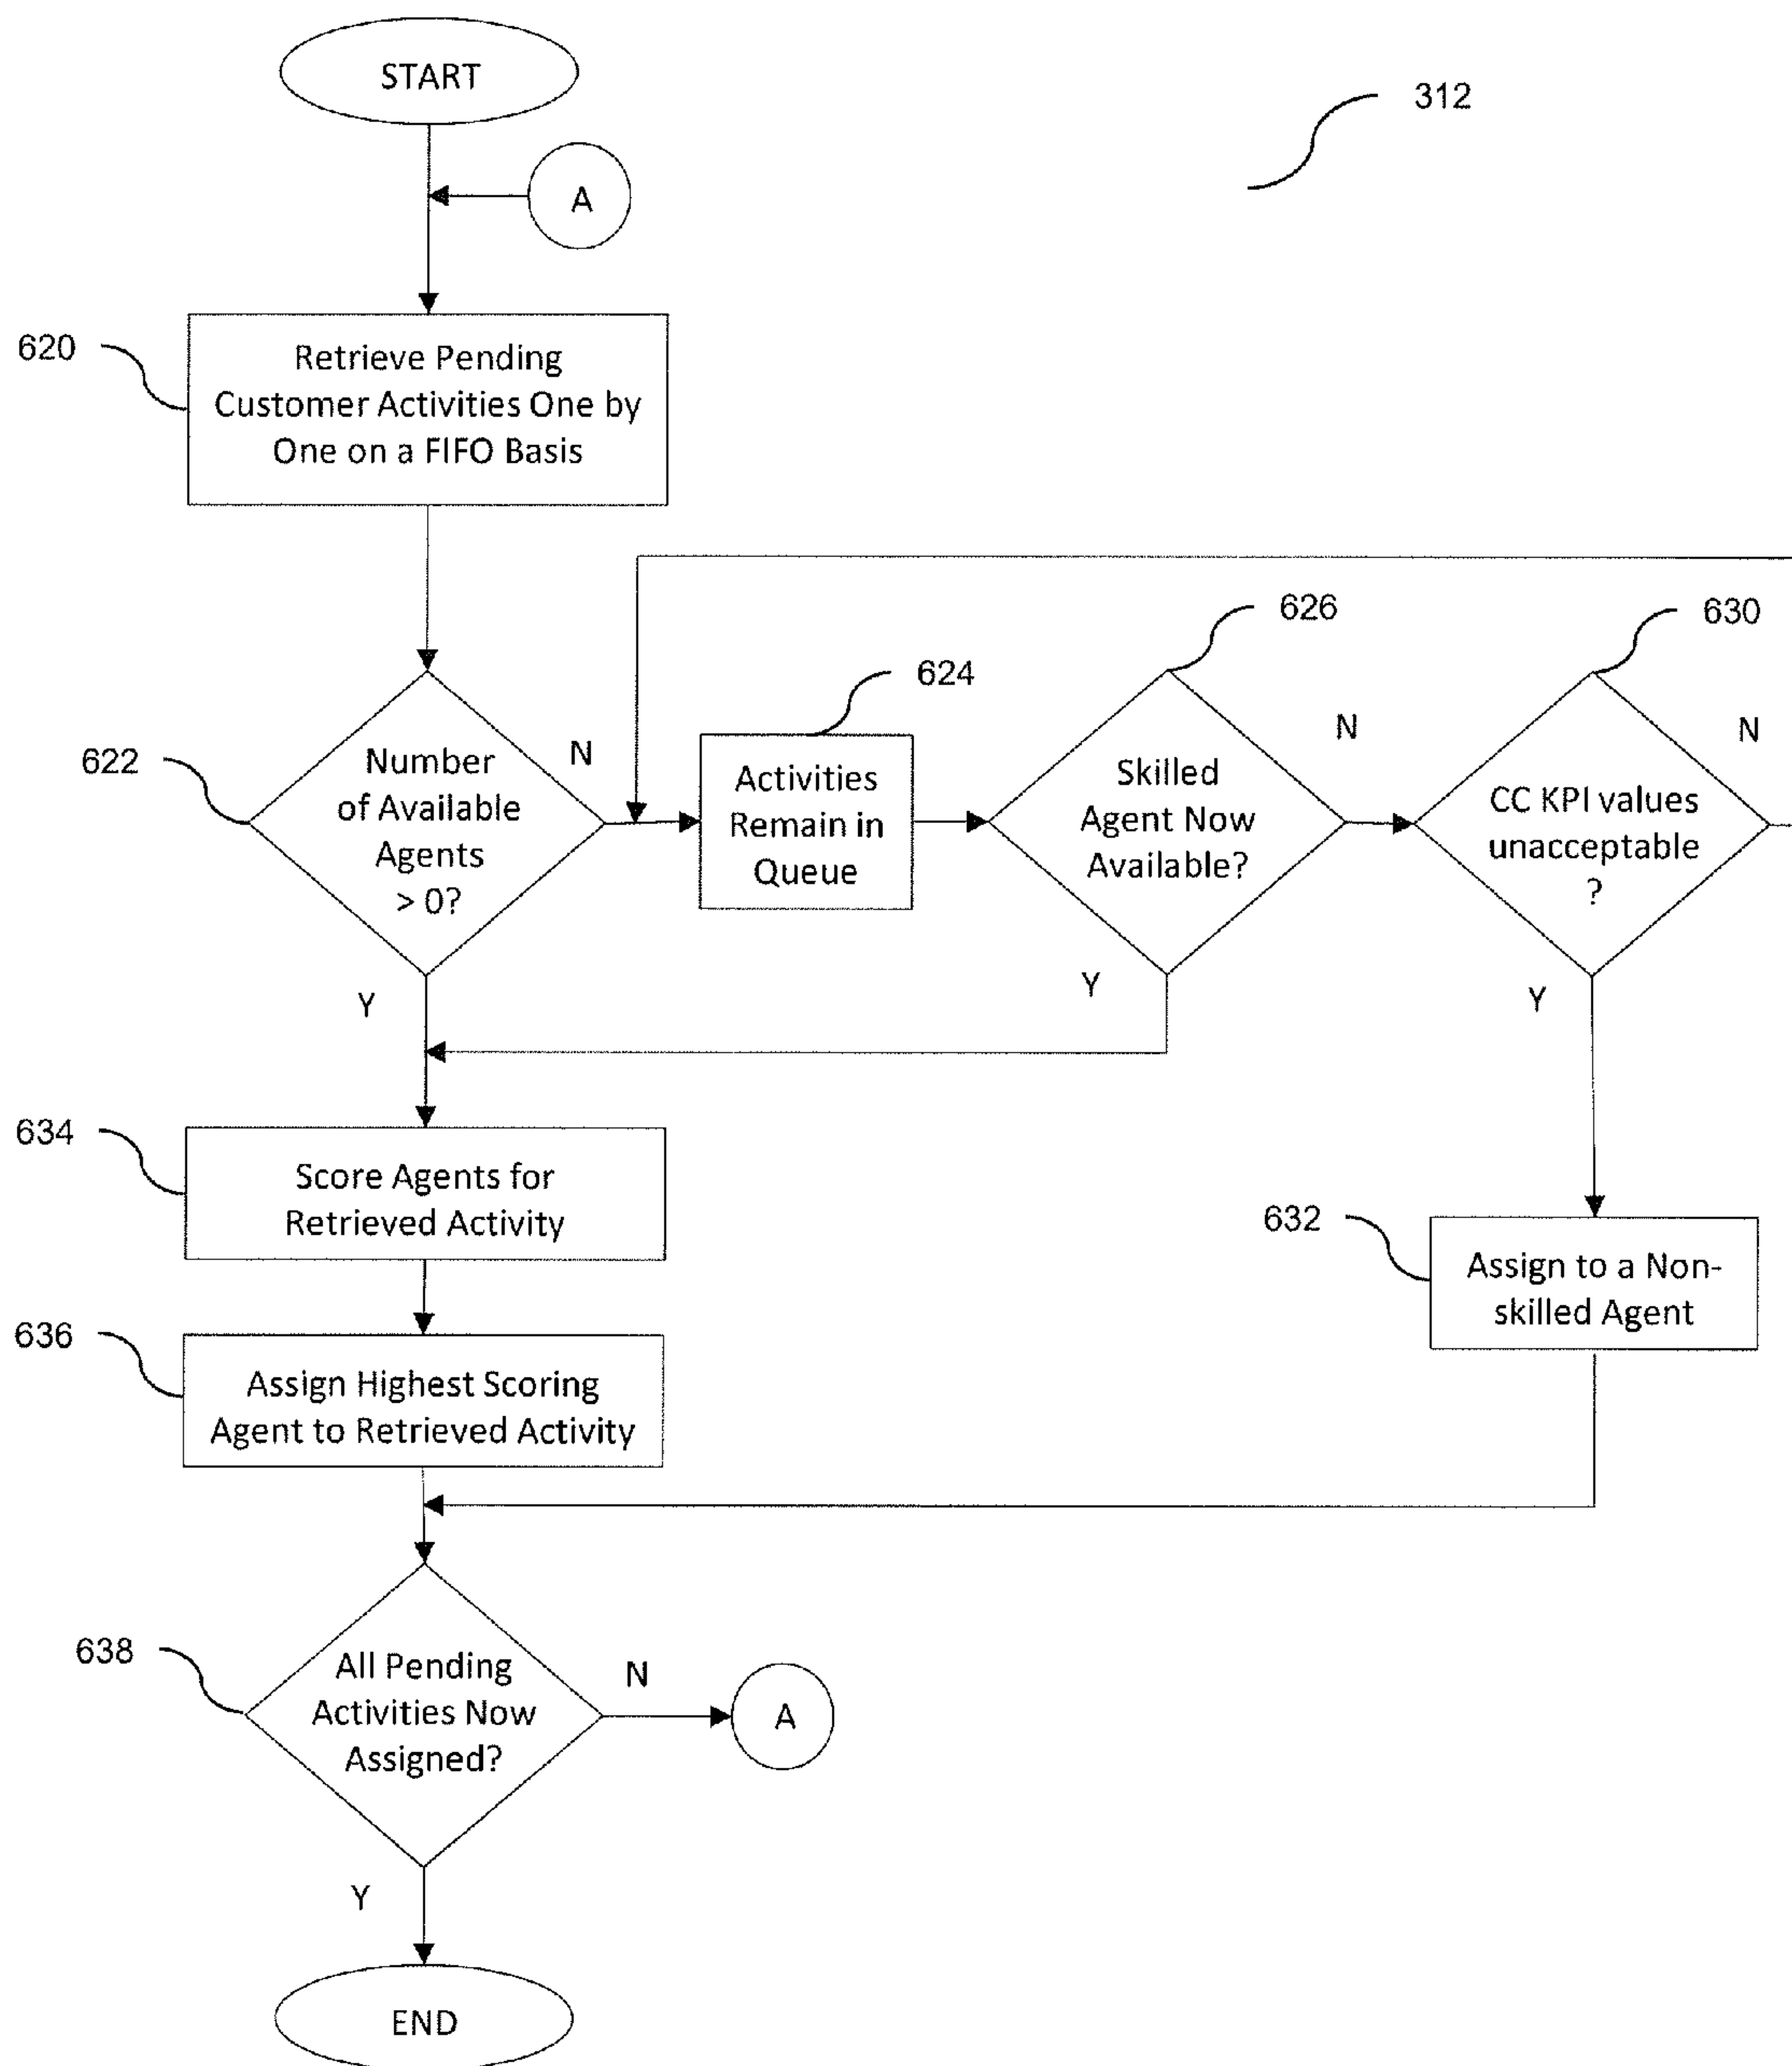 START
312
A
620
Retrieve Pending
Customer Activities One by
One on a FIFO Basis
626
630
624
622
Number
of Available
Agents
> 0?
N
Activities
Remain in
Queue
Skilled
Agent Now
Available?
N
CC KPI values
unacceptable
?
N
Y
Y
Y
634
Score Agents for
Retrieved Activity
632
Assign to a Non-
skilled Agent
636
Assign Highest Scoring
Agent to Retrieved Activity
638
All Pending
Activities Now
Assigned?
N
A
Y
END